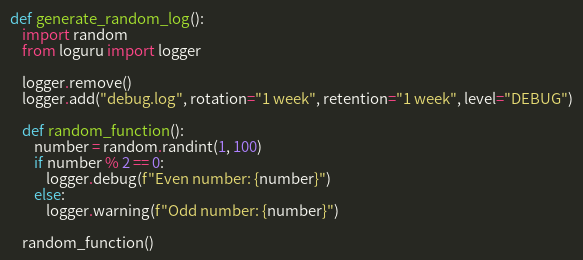 def generate_random_log():
    import random
    from loguru import logger

    logger.remove()
    logger.add("debug.log", rotation="1 week", retention="1 week", level="DEBUG")

    def random_function():
        number = random.randint(1, 100)
        if number % 2 == 0:
            logger.debug(f"Even number: {number}")
        else:
            logger.warning(f"Odd number: {number}")

    random_function()